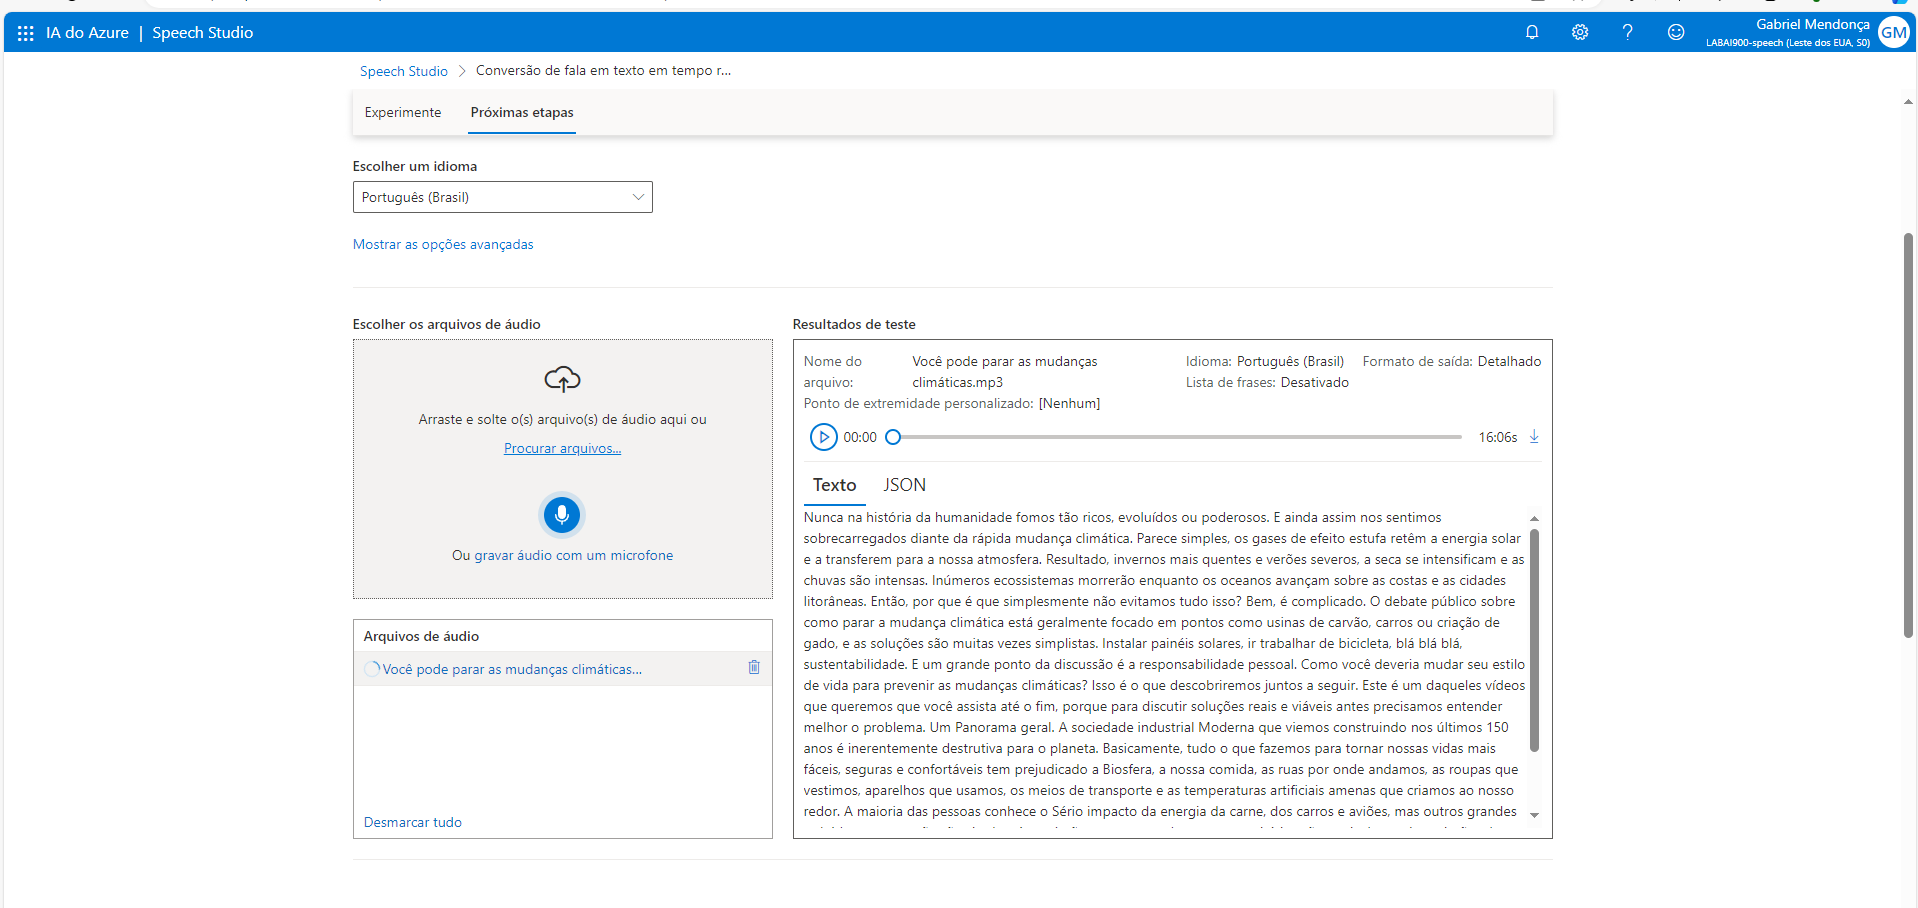 IA do Azure | Speech Studio
Gabriel Mendonça
LABAI900-speech (Leste dos EUA, S0)
GM
Speech Studio > Conversão de fala em texto em tempo r...
Experimente
Próximas etapas
Escolher um idioma
Português (Brasil)
Mostrar as opções avançadas
Escolher os arquivos de áudio
Arraste e solte o(s) arquivo(s) de áudio aqui ou
Procurar arquivos...
Ou gravar áudio com um microfone
Arquivos de áudio
Você pode parar as mudanças climáticas...
Desmarcar tudo
Resultados de teste
Nome do arquivo: Você pode parar as mudanças climáticas.mp3
Idioma: Português (Brasil)
Formato de saída: Detalhado
Lista de frases: Desativado
Ponto de extremidade personalizado: [Nenhum]
00:00
16:06s
Texto
JSON
Nunca na história da humanidade fomos tão ricos, evoluídos ou poderosos. E ainda assim nos sentimos
sobrecarregados diante da rápida mudança climática. Parece simples, os gases de efeito estufa retêm a energia solar
e a transferem para a nossa atmosfera. Resultado, invernos mais quentes e verões severos, a seca se intensificam e as
chuvas são intensas. Inúmeros ecossistemas morrerão enquanto os oceanos avançam sobre as costas e as cidades
litorâneas. Então, por que é que simplesmente não evitamos tudo isso? Bem, é complicado. O debate público sobre
como parar a mudança climática está geralmente focado em pontos como usinas de carvão, carros ou criação de
gado, e as soluções são muitas vezes simplistas. Instalar painéis solares, ir trabalhar de bicicleta, blá blá blá,
sustentabilidade. E um grande ponto da discussão é a responsabilidade pessoal. Como você deveria mudar seu estilo
de vida para prevenir as mudanças climáticas? Isso é o que descobriremos juntos a seguir. Este é um daqueles vídeos
que queremos que você assista até o fim, porque para discutir soluções reais e viáveis antes precisamos entender
melhor o problema. Um Panorama geral. A sociedade industrial Moderna que viemos construindo nos últimos 150
anos é inerentemente destrutiva para o planeta. Basicamente, tudo o que fazemos para tornar nossas vidas mais
fáceis, seguras e confortáveis tem prejudicado a Biosfera, a nossa comida, as ruas por onde andamos, as roupas que
vestimos, aparelhos que usamos, os meios de transporte e as temperaturas artificiais amenas que criamos ao nosso
redor. A maioria das pessoas conhece o Sério impacto da energia da carne, dos carros e aviões, mas outros grandes